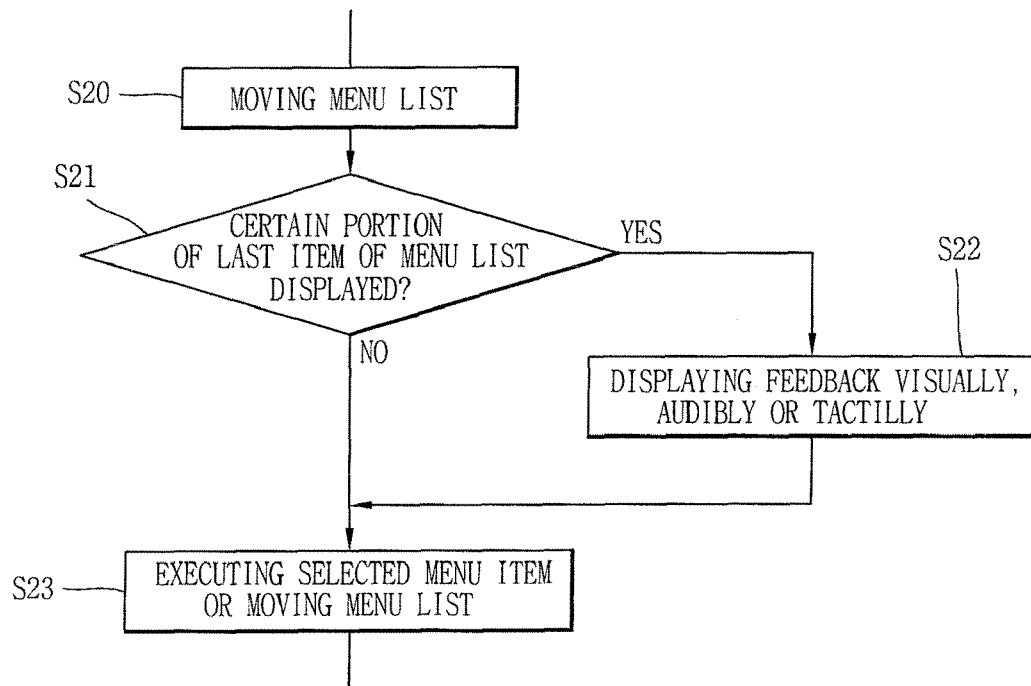 S20
MOVING MENU LIST
S21
CERTAIN PORTION
OF LAST ITEM OF MENU LIST
DISPLAYED?
YES
NO
S22
DISPLAYING FEEDBACK VISUALLY,
AUDIBLY OR TACTILLY
S23
EXECUTING SELECTED MENU ITEM
OR MOVING MENU LIST